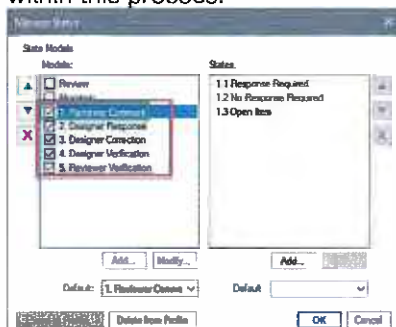 within this process.
Manage Status
State Models
Models:
States:
Review
1. Reviewer Comment
2. Designer Response
3. Designer Correction
4. Designer Verification
5. Reviewer Verification
1.1 Response Required
1.2 No Response Required
1.3 Open Item
Add...
Modify...
Add...
Default:
1. Reviewer Comme
Default
Delete from Profile
OK
Cancel